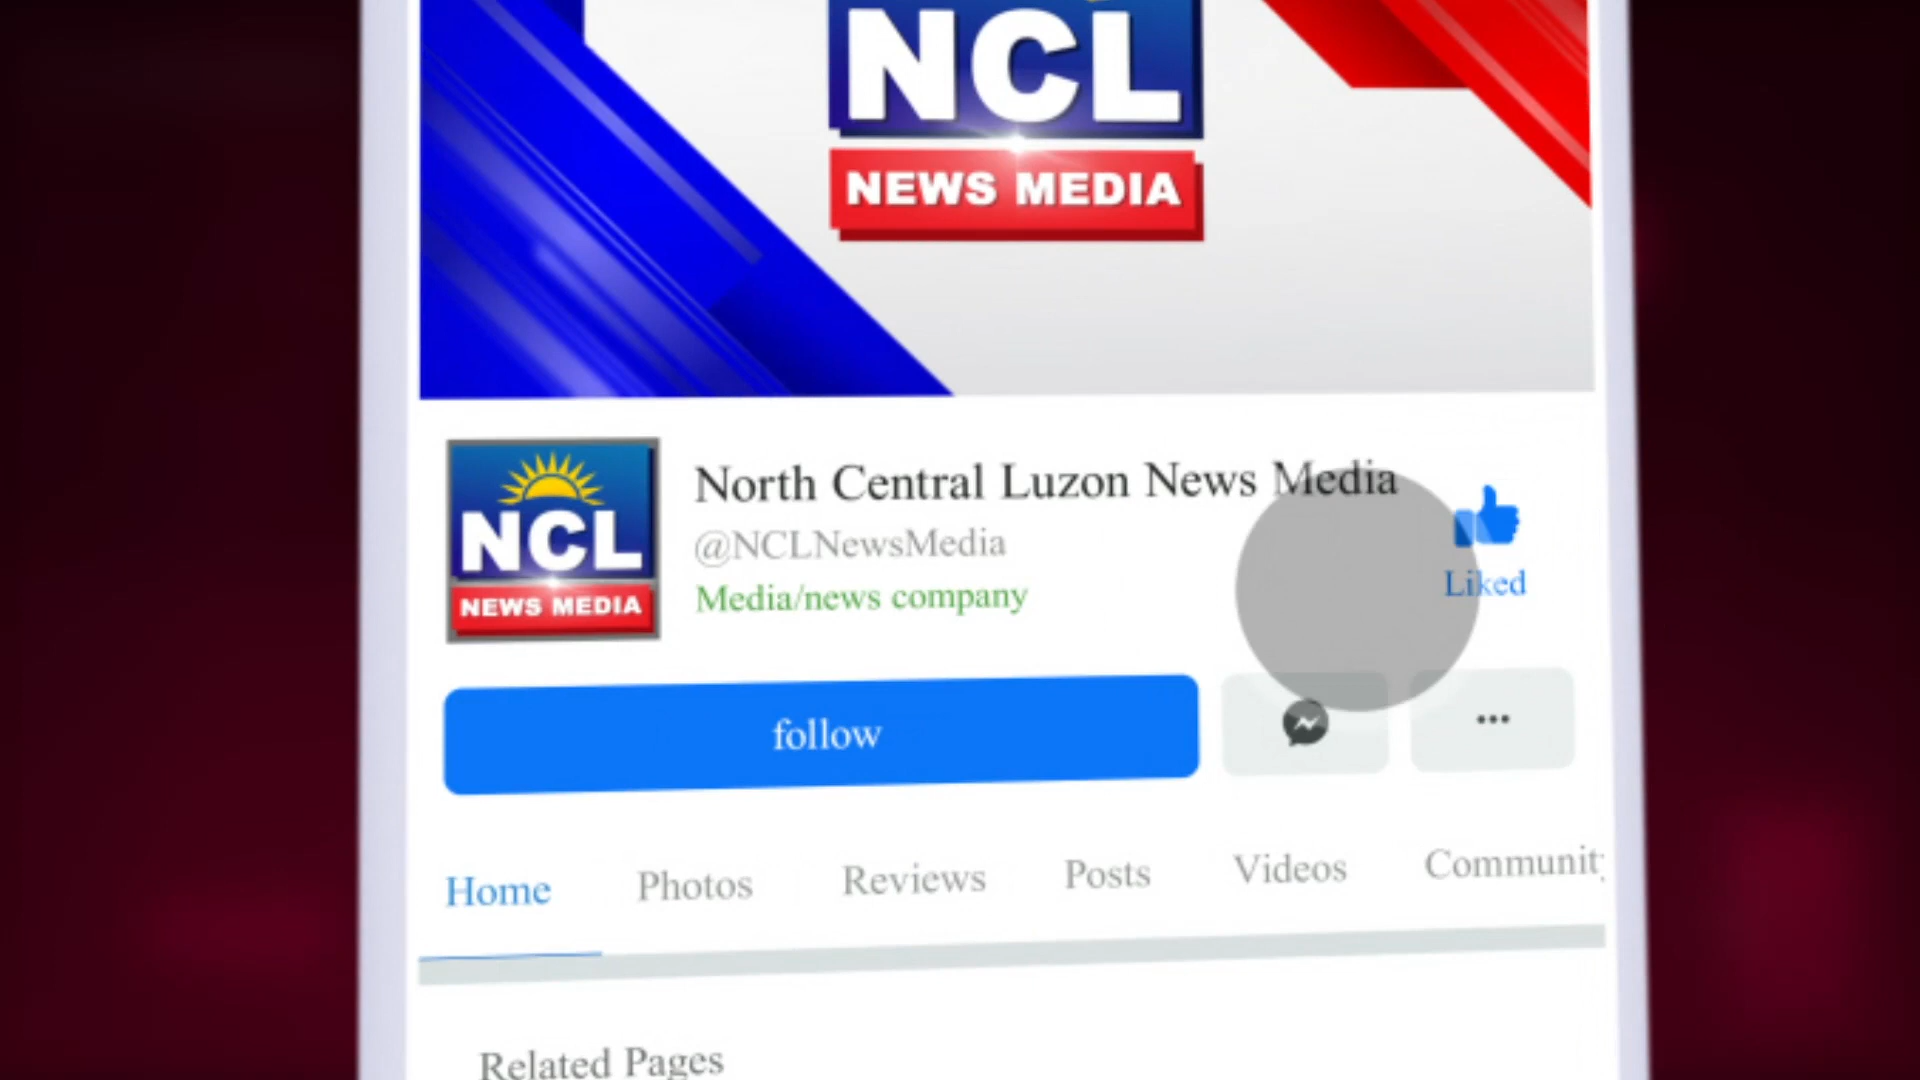 NCL
NEWS MEDIA
NCL
NEWS MEDIA
North Central Luzon News Media
@NCLNewsMedia
Media/news company
Liked
follow
Home Photos Reviews Posts Videos Communit
Related Pages